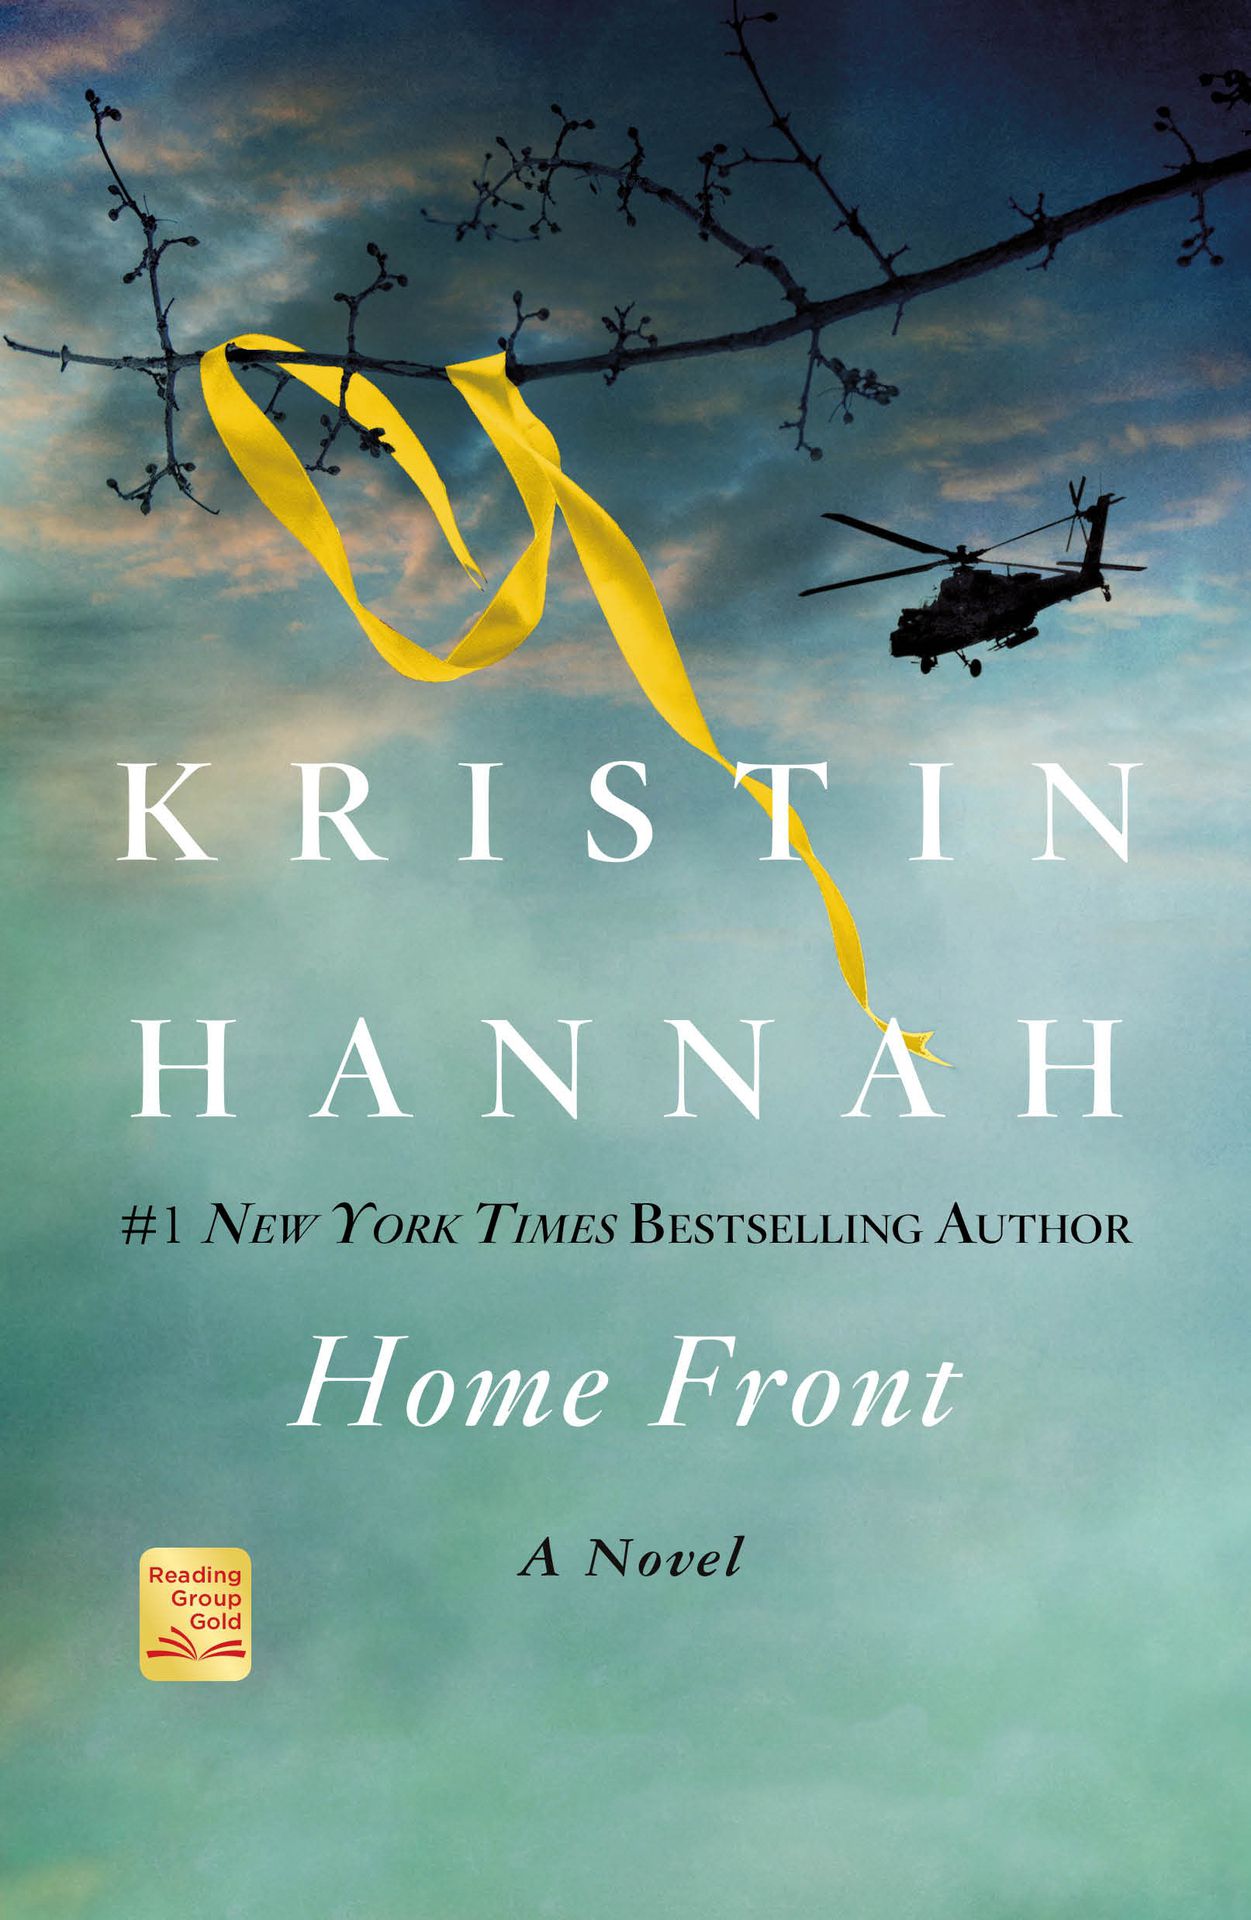 KRISTIN
HANNAH
#1 NEW YORK TIMES BESTSELLING AUTHOR
Home Front
A Novel
Reading
Group
Gold